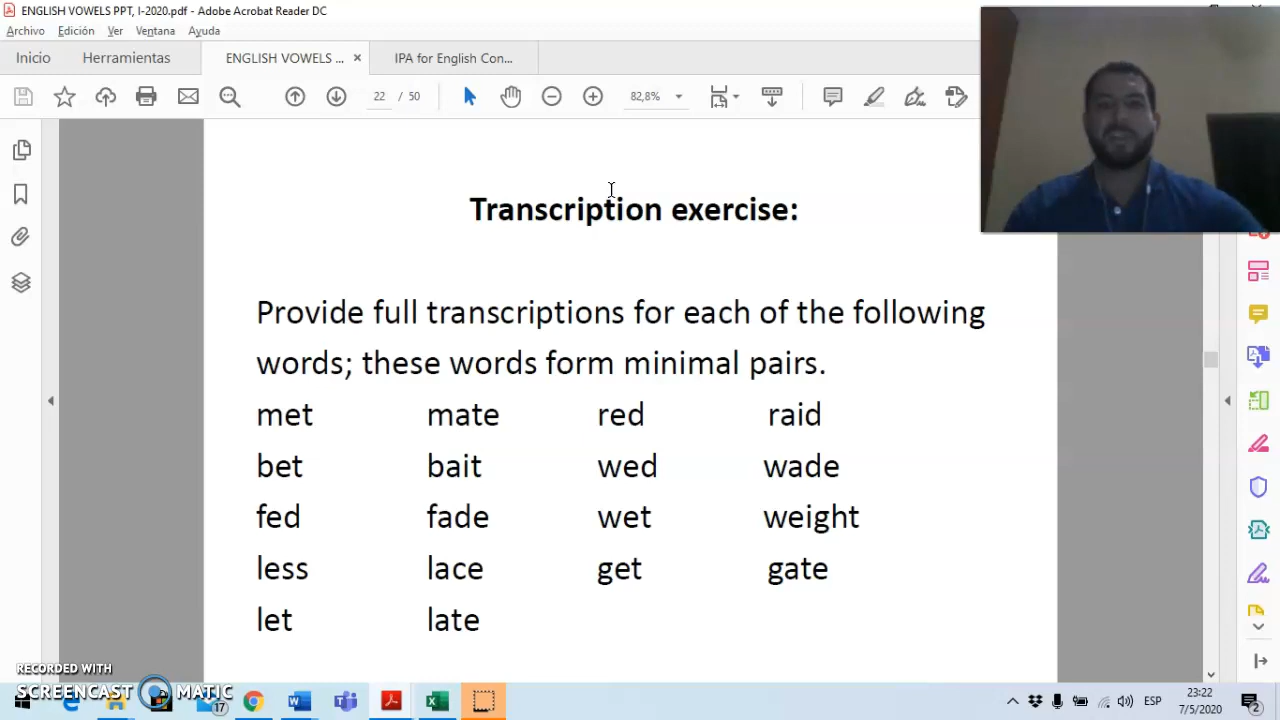 ENGLISH VOWELS PPT, I-2020.pdf - Adobe Acrobat Reader DC
Archivo Edición Ver Ventana Ayuda
Inicio Herramientas ENGLISH VOWELS ... × IPA for English Con...
22 / 50 82,8%
Transcription exercise:
Provide full transcriptions for each of the following
words; these words form minimal pairs.
met mate red raid
bet bait wed wade
fed fade wet weight
less lace get gate
let late
RECORDED WITH
SCREENCAST MATIC
17
ESP
23:22
7/5/2020
2